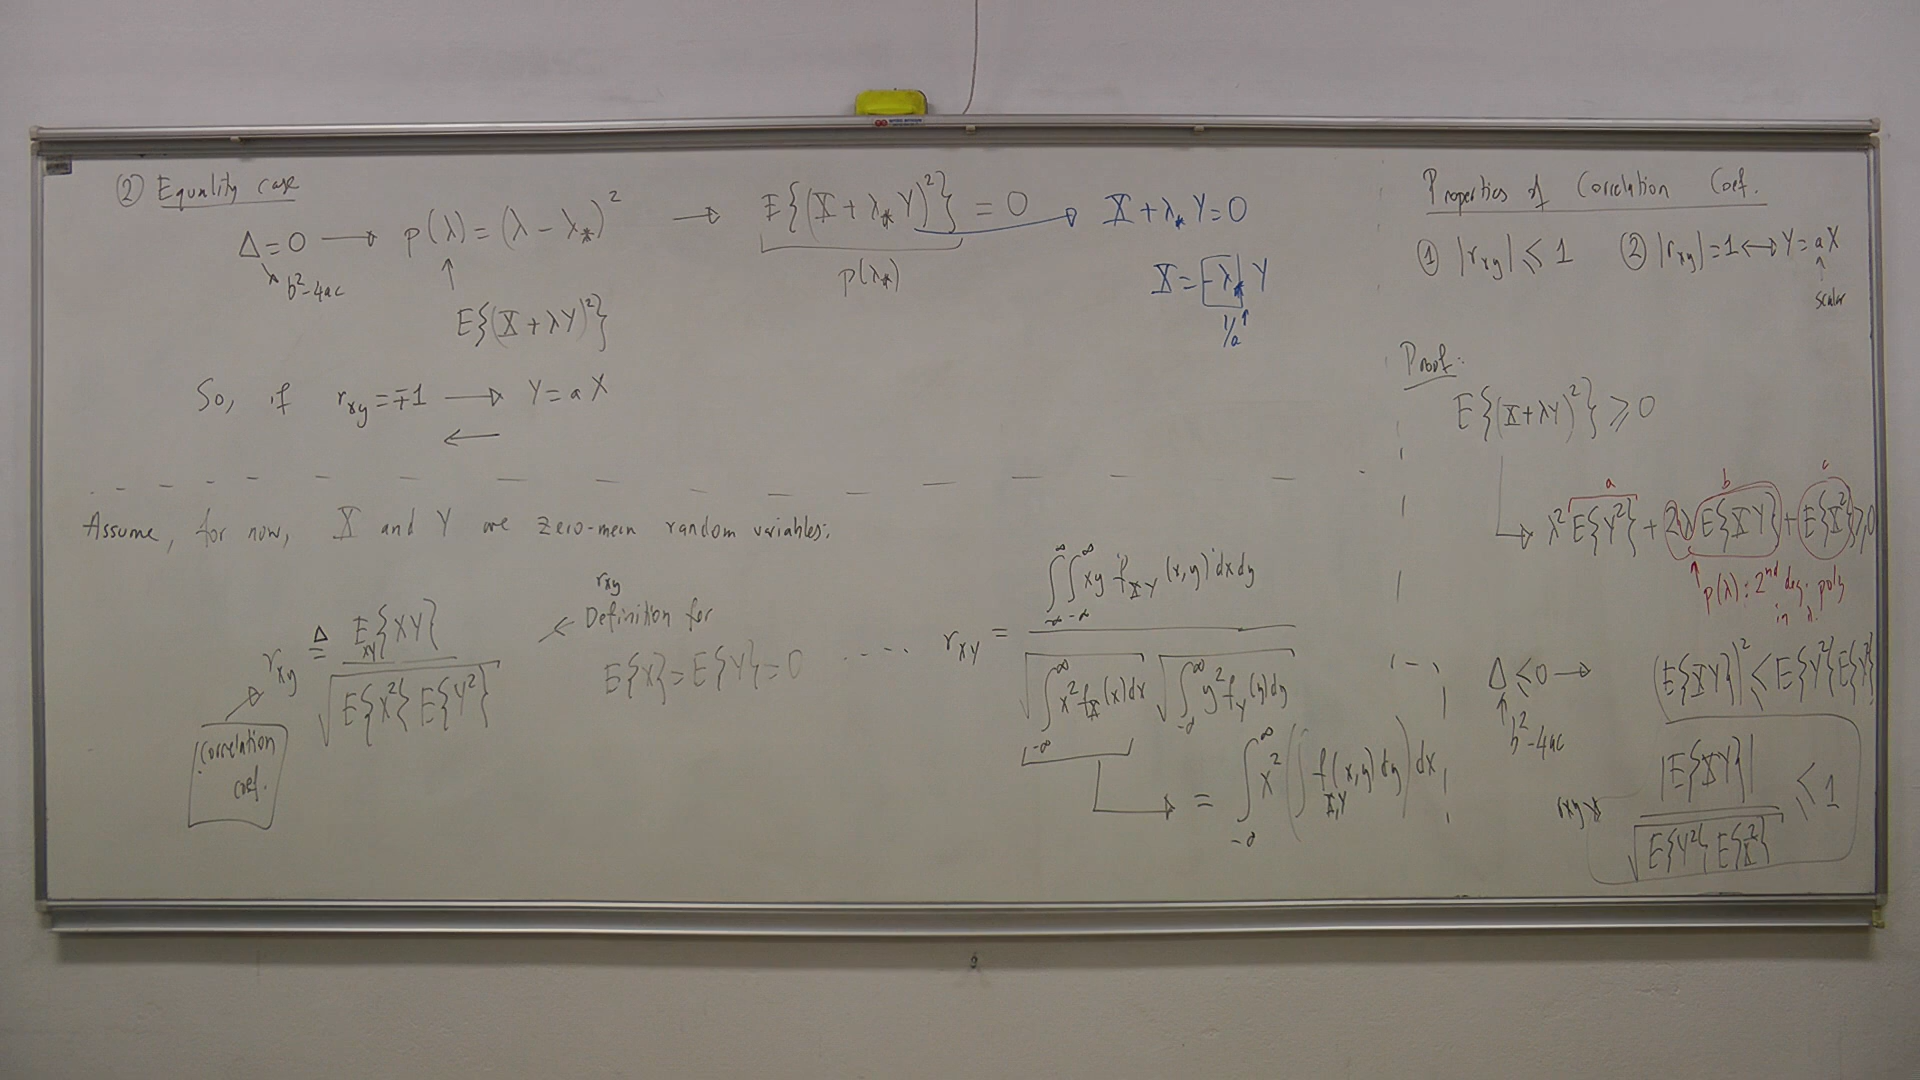 ② Equality case
Δ = 0 → p(λ) = (λ − λ*)² → E{(X + λ* Y)²} = 0 → X + λ* Y = 0
b² − 4ac
↑
p(λ*)
X = −λ* Y
E{(X + λY)²}
1/a ↑
So, if r_xy = ∓1 → Y = a X
←
Assume, for now, X and Y are zero-mean random variables.
r_xy ≜ E_XY{XY} / √(E{X²} E{Y²})
Correlation
coef.
r_xy
← Definition for
E{X} = E{Y} = 0 .....
r_XY = ∫_{-∞}^{∞} ∫_{-∞}^{∞} xy f_XY(x,y) dx dy / √(∫_{-∞}^{∞} x² f_X(x) dx) √(∫_{-∞}^{∞} y² f_Y(y) dy)
→ = ∫_{-∞}^{∞} x² (∫ f_X,Y(x,y) dy) dx
Properties of Correlation Coef.
① |r_xy| ≤ 1 ② |r_xy| = 1 ↔ Y = a X
↑
scalar
Proof:
E{(X + λY)²} ≥ 0
a b c
→ λ² E{Y²} + 2λ E{XY} + E{X²} ≥ 0
↑ p(λ): 2nd deg. poly
in λ.
Δ ≤ 0 → (E{XY})² ≤ E{Y²}E{X²}
↑
b² − 4ac
r_xy |E{XY}| / √(E{Y²} E{X²}) ≤ 1